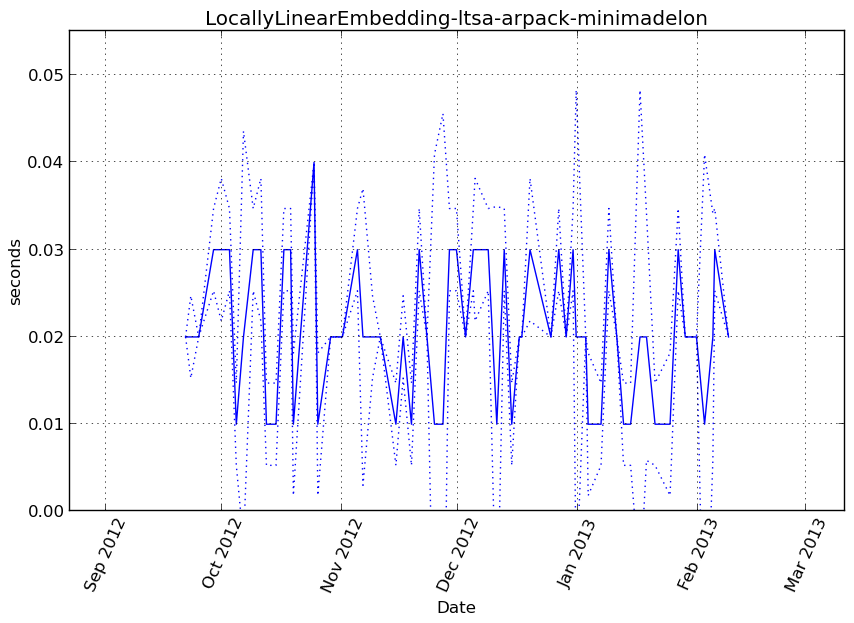 LocallyLinearEmbedding-ltsa-arpack-minimadelon
0.05
0.04
0.03
0.02
0.01
0.00
seconds
Sep 2012
Oct 2012
Nov 2012
Dec 2012
Jan 2013
Feb 2013
Mar 2013
Date